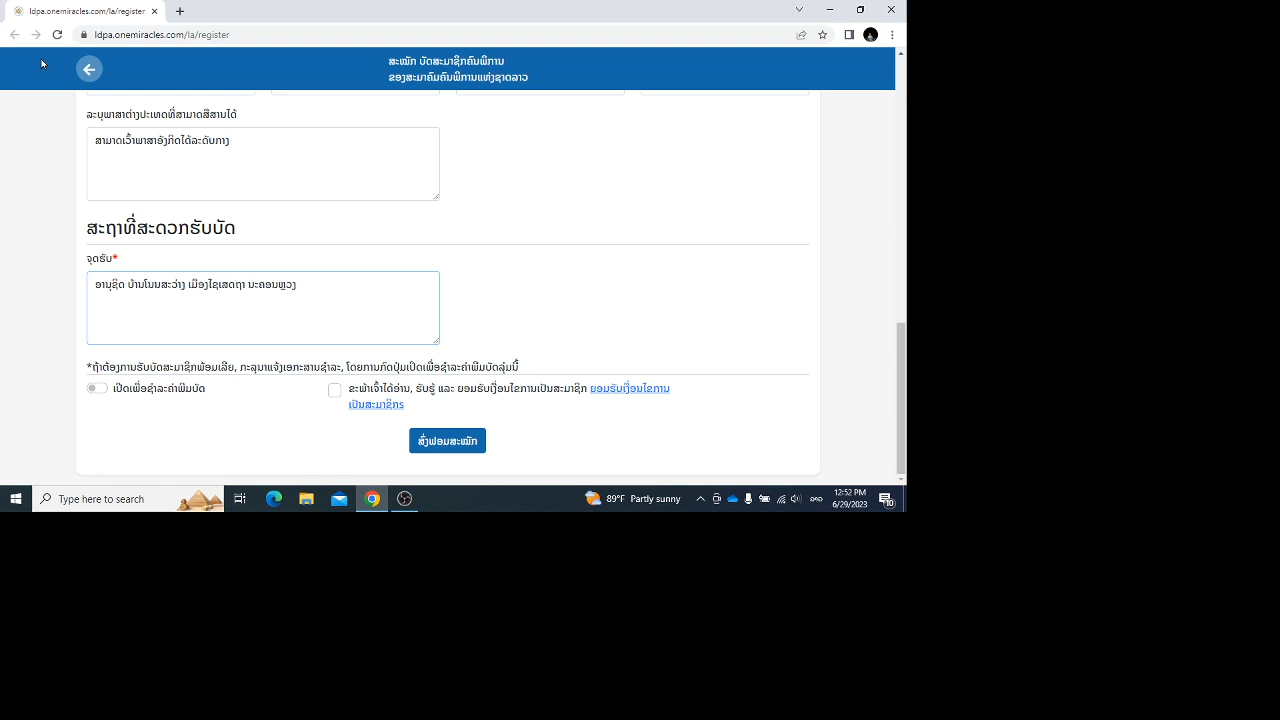 ldpa.onemiracles.com/la/register
ldpa.onemiracles.com/la/register
ສະໝັກ ບັດສະມາຊິກຄົນພິການ
ຂອງສະມາຄົມຄົນພິການແຫ່ງຊາດລາວ
ລະບຸພາສາຕ່າງປະເທດທີ່ສາມາດສືສານໄດ້
ສາມາດເວົ້າພາສາອັງກິດໄດ້ລະດັບກາງ
ສະຖາທີ່ສະດວກຮັບບັດ
ຈຸດຮັບ*
ອານຸຊິດ ບ້ານໂນນສະວ່າງ ເມືອງໄຊເສດຖາ ນະຄອນຫຼວງ
*ຖ້າຕ້ອງການຮັບບັດສະມາຊິກພ້ອມເລີຍ, ກະລຸນາແຈ້ງເອກະສານຊຳລະ, ໂດຍການກົດປຸ່ມເປີດເພື່ອຊຳລະຄ່າພິມບັດລຸ່ມນີ້
ເປີດເພື່ອຊຳລະຄ່າພິມບັດ
ຂະພ້າເຈົ້າໄດ້ອ່ານ, ຮັບຮູ້ ແລະ ຍອມຮັບເງື່ອນໄຂການເປັນສະມາຊິກ ຍອມຮັບເງື່ອນໄຂການ
ເປັນສະມາຊິກຣ
ສົ່ງຟອມສະໝັກ
Type here to search
89°F Partly sunny
12:52 PM
6/29/2023
10